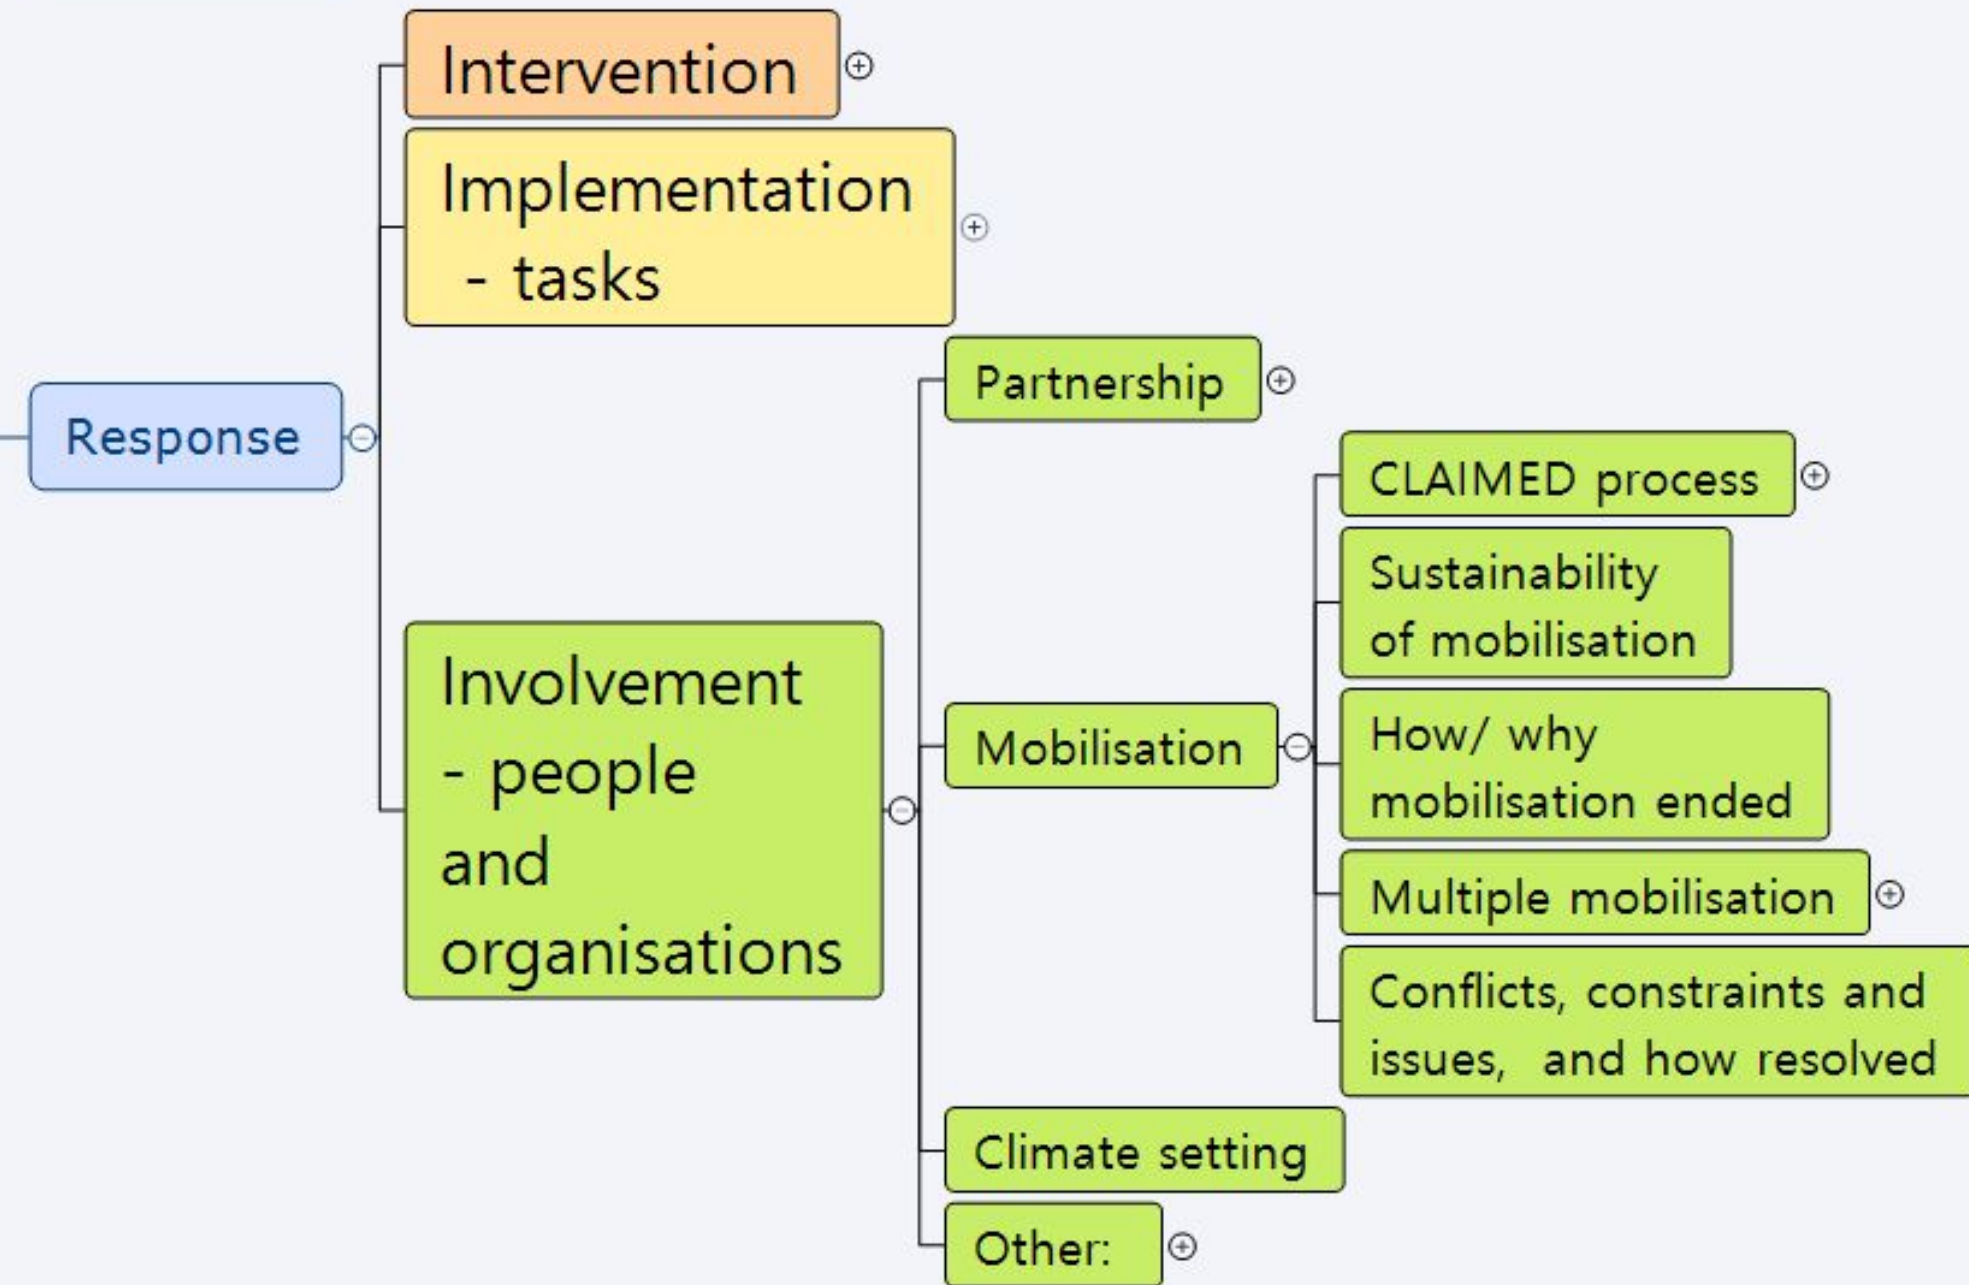 Intervention
Implementation
- tasks
Response
Involvement
- people
and
organisations
Partnership
Mobilisation
CLAIMED process
Sustainability
of mobilisation
How/ why
mobilisation ended
Multiple mobilisation
Conflicts, constraints and
issues,  and how resolved
Climate setting
Other: